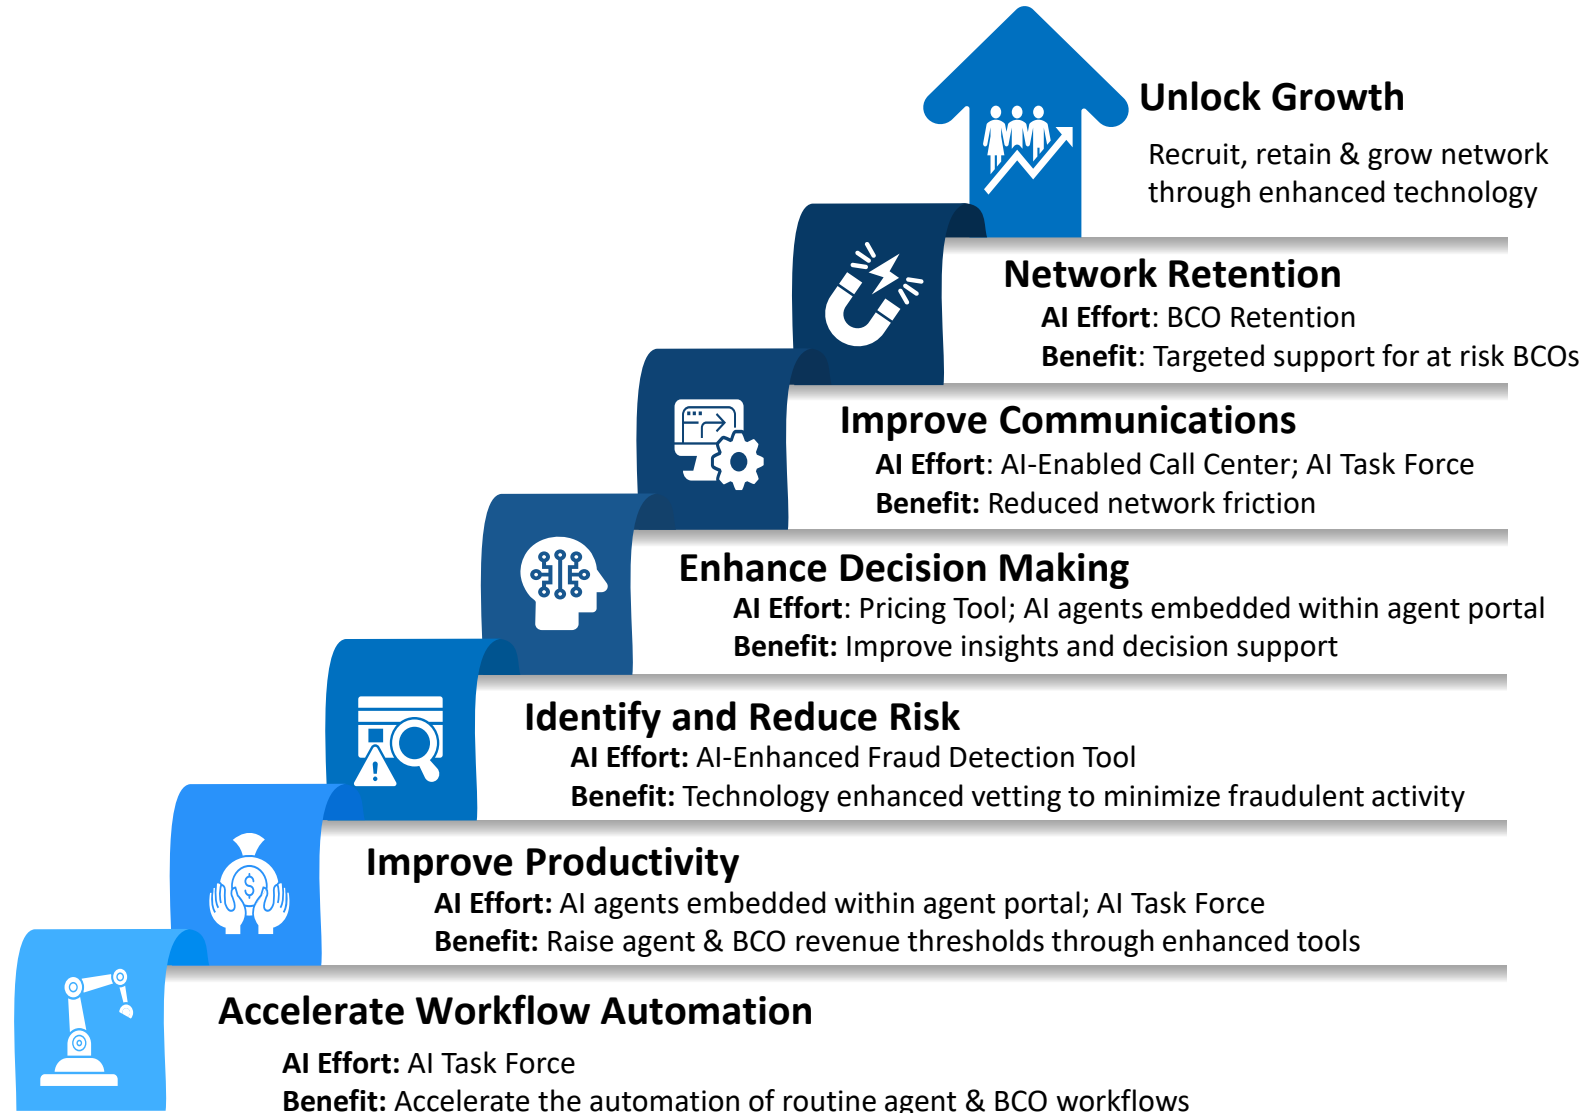 Unlock Growth
Recruit, retain & grow network
through enhanced technology
Network Retention
AI Effort: BCO Retention
Benefit: Targeted support for at risk BCOs
Improve Communications
AI Effort: AI-Enabled Call Center; AI Task Force
Benefit: Reduced network friction
Enhance Decision Making
AI Effort: Pricing Tool; AI agents embedded within agent portal
Benefit: Improve insights and decision support
Identify and Reduce Risk
AI Effort: AI-Enhanced Fraud Detection Tool
Benefit: Technology enhanced vetting to minimize fraudulent activity
Improve Productivity
AI Effort: AI agents embedded within agent portal; AI Task Force
Benefit: Raise agent & BCO revenue thresholds through enhanced tools
Accelerate Workflow Automation
AI Effort: AI Task Force
Benefit: Accelerate the automation of routine agent & BCO workflows